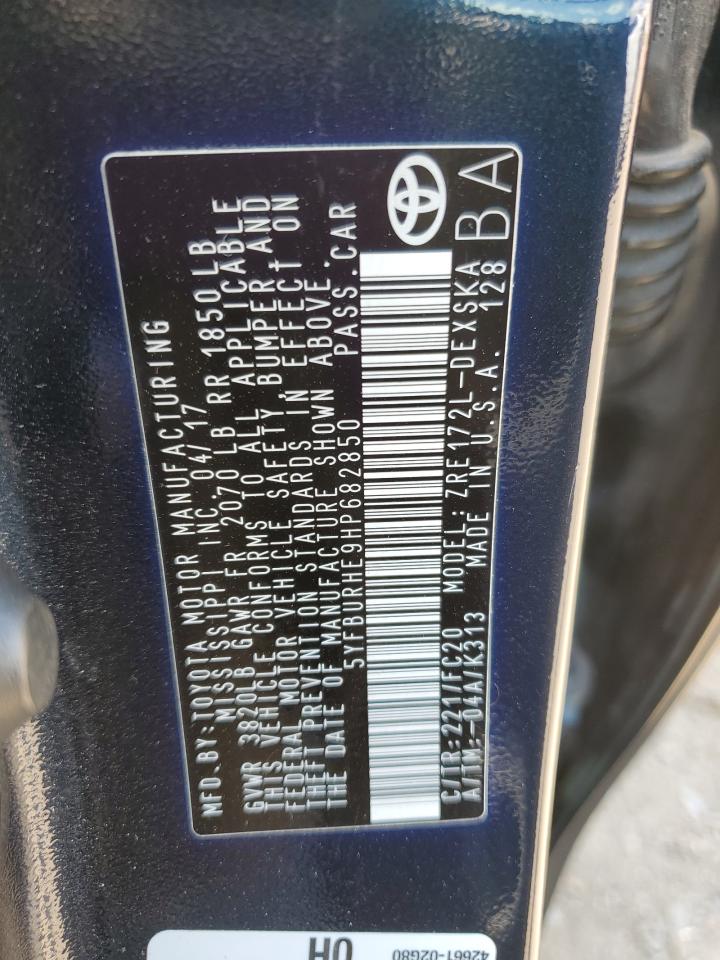 MFD.BY:TOYOTA MOTOR MANUFACTURING
MISSISSIPPI INC. 04/17
GVWR 3820LB GAWR FR 2070 LB RR 1850LB
THIS VEHICLE CONFORMS TO ALL APPLICABLE
FEDERAL MOTOR VEHICLE SAFETY,BUMPER AND
THEFT PREVENTION STANDARDS IN EFFECT ON
THE DATE OF MANUFACTURE SHOWN ABOVE.
5YFBURHE9HP682850 PASS.CAR
C/TR:221/FC20 MODEL:ZRE172L-DEXSKA
A/TM:-04A/K313 MADE IN U.S.A. 128
BA
42661-02G80